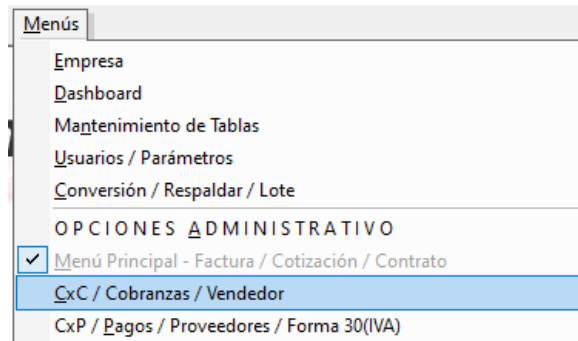 Menús
Empresa
Dashboard
Mantenimiento de Tablas
Usuarios / Parámetros
Conversión / Respaldar / Lote
O P C I O N E S  A D M I N I S T R A T I V O
Menú Principal - Factura / Cotización / Contrato
CxC / Cobranzas / Vendedor
CxP / Pagos / Proveedores / Forma 30(IVA)